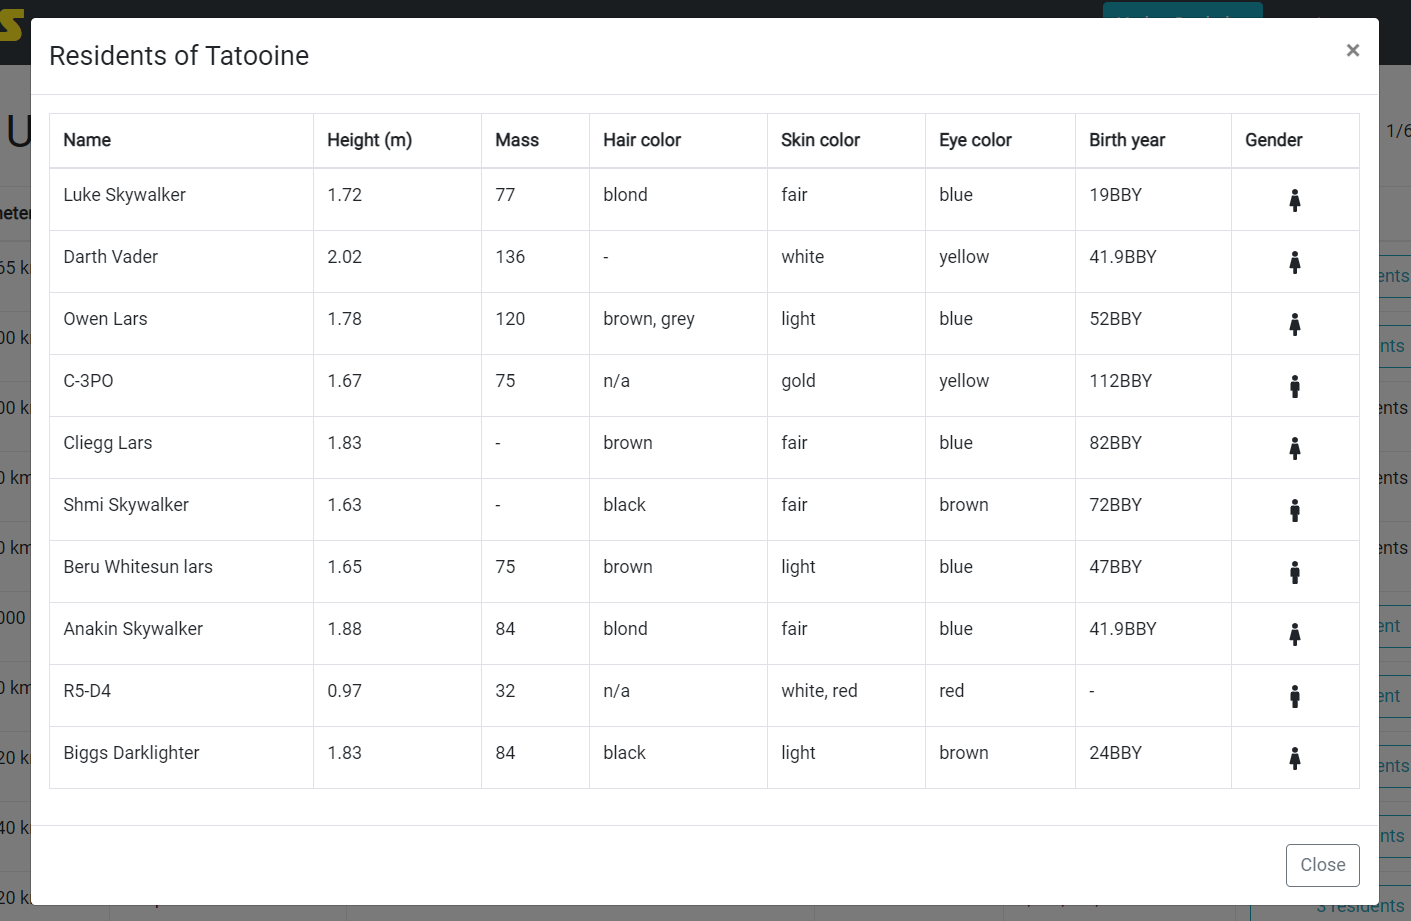 Residents of Tatooine ×
Name Height (m) Mass Hair color Skin color Eye color Birth year Gender
Luke Skywalker 1.72 77 blond fair blue 19BBY
Darth Vader 2.02 136 - white yellow 41.9BBY
Owen Lars 1.78 120 brown, grey light blue 52BBY
C-3PO 1.67 75 n/a gold yellow 112BBY
Cliegg Lars 1.83 - brown fair blue 82BBY
Shmi Skywalker 1.63 - black fair brown 72BBY
Beru Whitesun lars 1.65 75 brown light blue 47BBY
Anakin Skywalker 1.88 84 blond fair blue 41.9BBY
R5-D4 0.97 32 n/a white, red red -
Biggs Darklighter 1.83 84 black light brown 24BBY
Close
3 residents